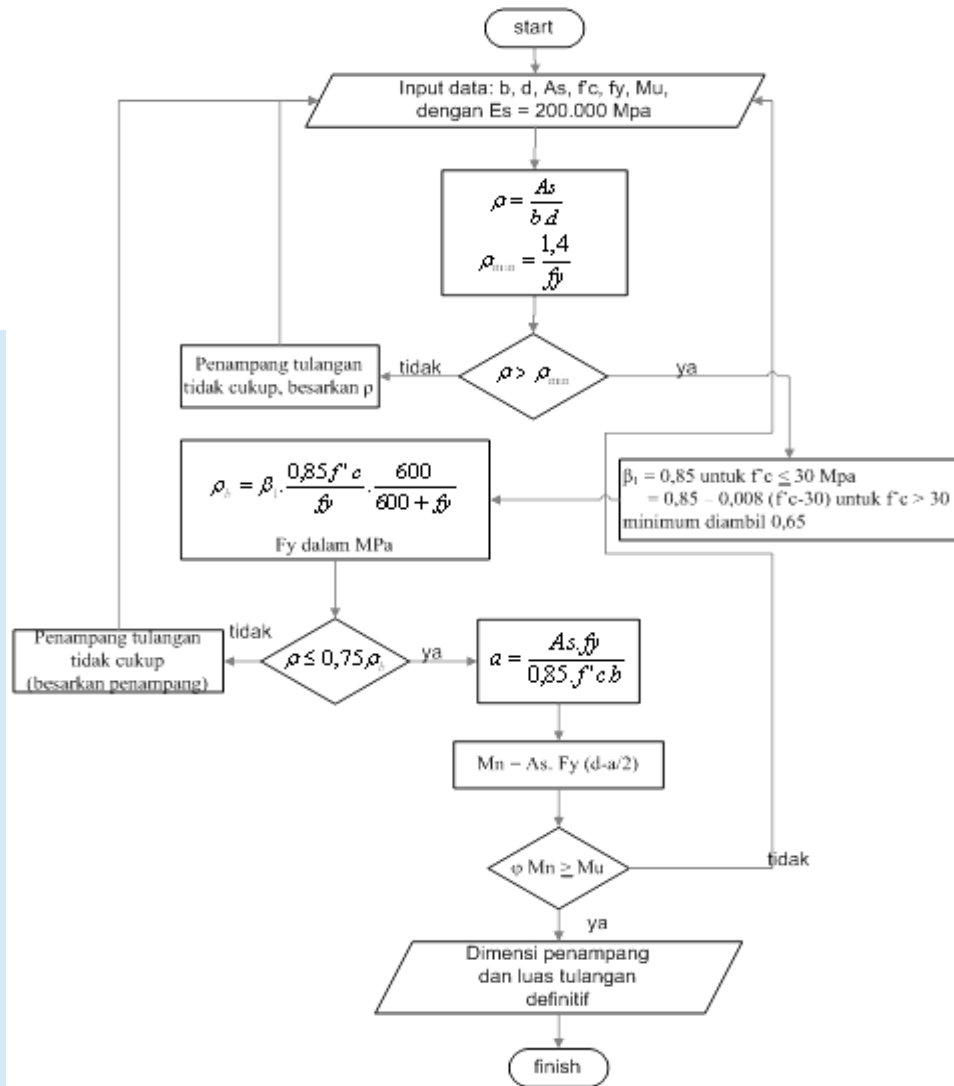 start
Input data: b, d, As, f'c, fy, Mu,
dengan Es = 200.000 Mpa
ρ = As / b.d
ρmin = 1,4 / fy
ρ > ρmin
tidak
ya
Penampang tulangan
tidak cukup, besarkan ρ
β1 = 0,85 untuk f'c ≤ 30 Mpa
= 0,85 – 0,008 (f'c-30) untuk f'c > 30
minimum diambil 0,65
ρb = β1. 0,85 f'c / fy . 600 / 600 + fy
Fy dalam MPa
ρ ≤ 0,75 ρb
tidak
ya
Penampang tulangan
tidak cukup
(besarkan penampang)
a = As.fy / 0,85.f'c.b
Mn = As. Fy (d-a/2)
φ Mn ≥ Mu
tidak
ya
Dimensi penampang
dan luas tulangan
definitif
finish